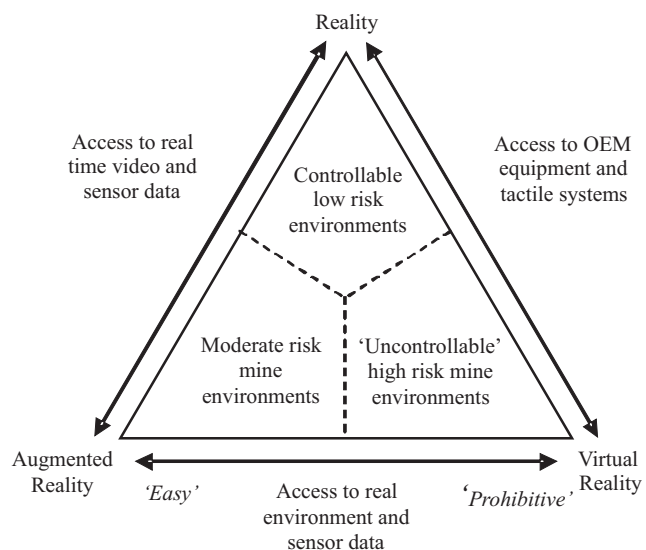 Reality
Access to real
time video and
sensor data
Access to OEM
equipment and
tactile systems
Controllable
low risk
environments
Moderate risk
mine
environments
‘Uncontrollable’
high risk mine
environments
Augmented
Reality
‘Easy’
Access to real
environment and
sensor data
‘Prohibitive’
Virtual
Reality